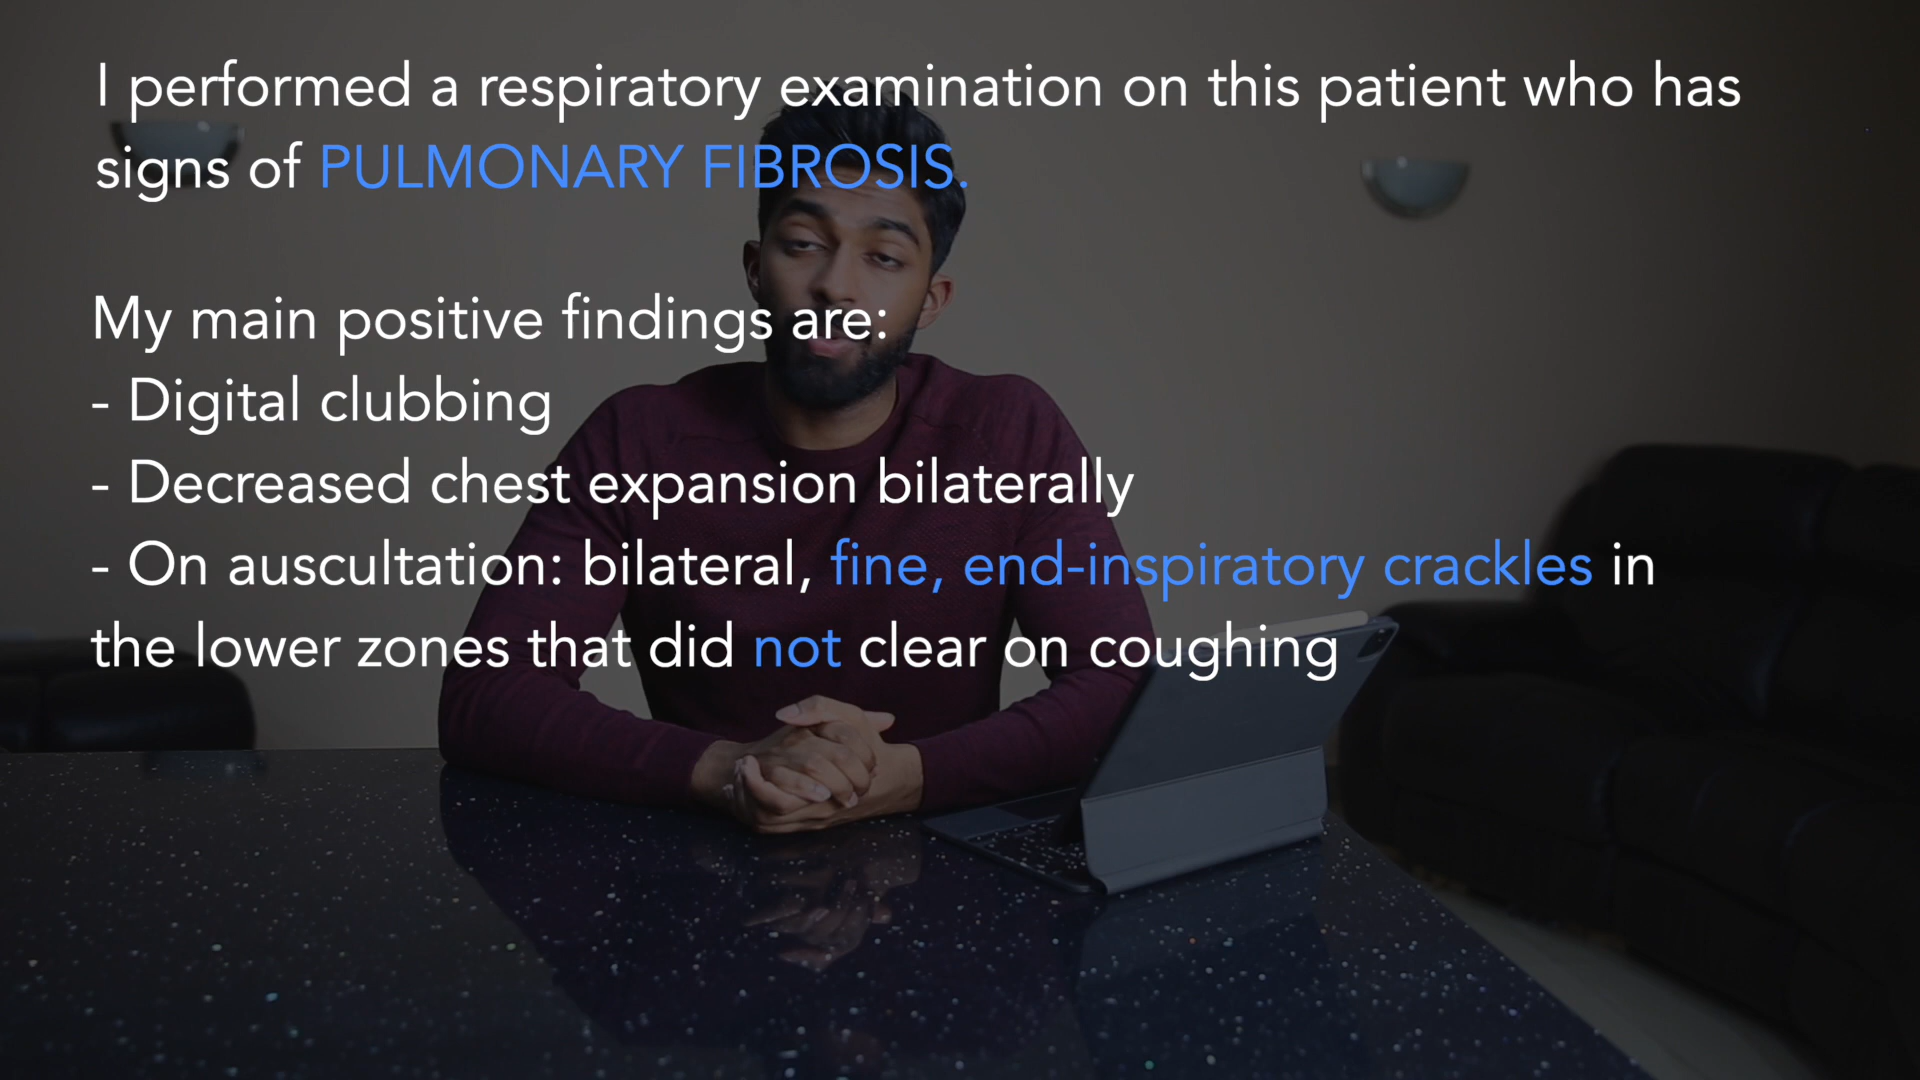 I performed a respiratory examination on this patient who has
signs of PULMONARY FIBROSIS.
My main positive findings are:
- Digital clubbing
- Decreased chest expansion bilaterally
- On auscultation: bilateral, fine, end-inspiratory crackles in
the lower zones that did not clear on coughing